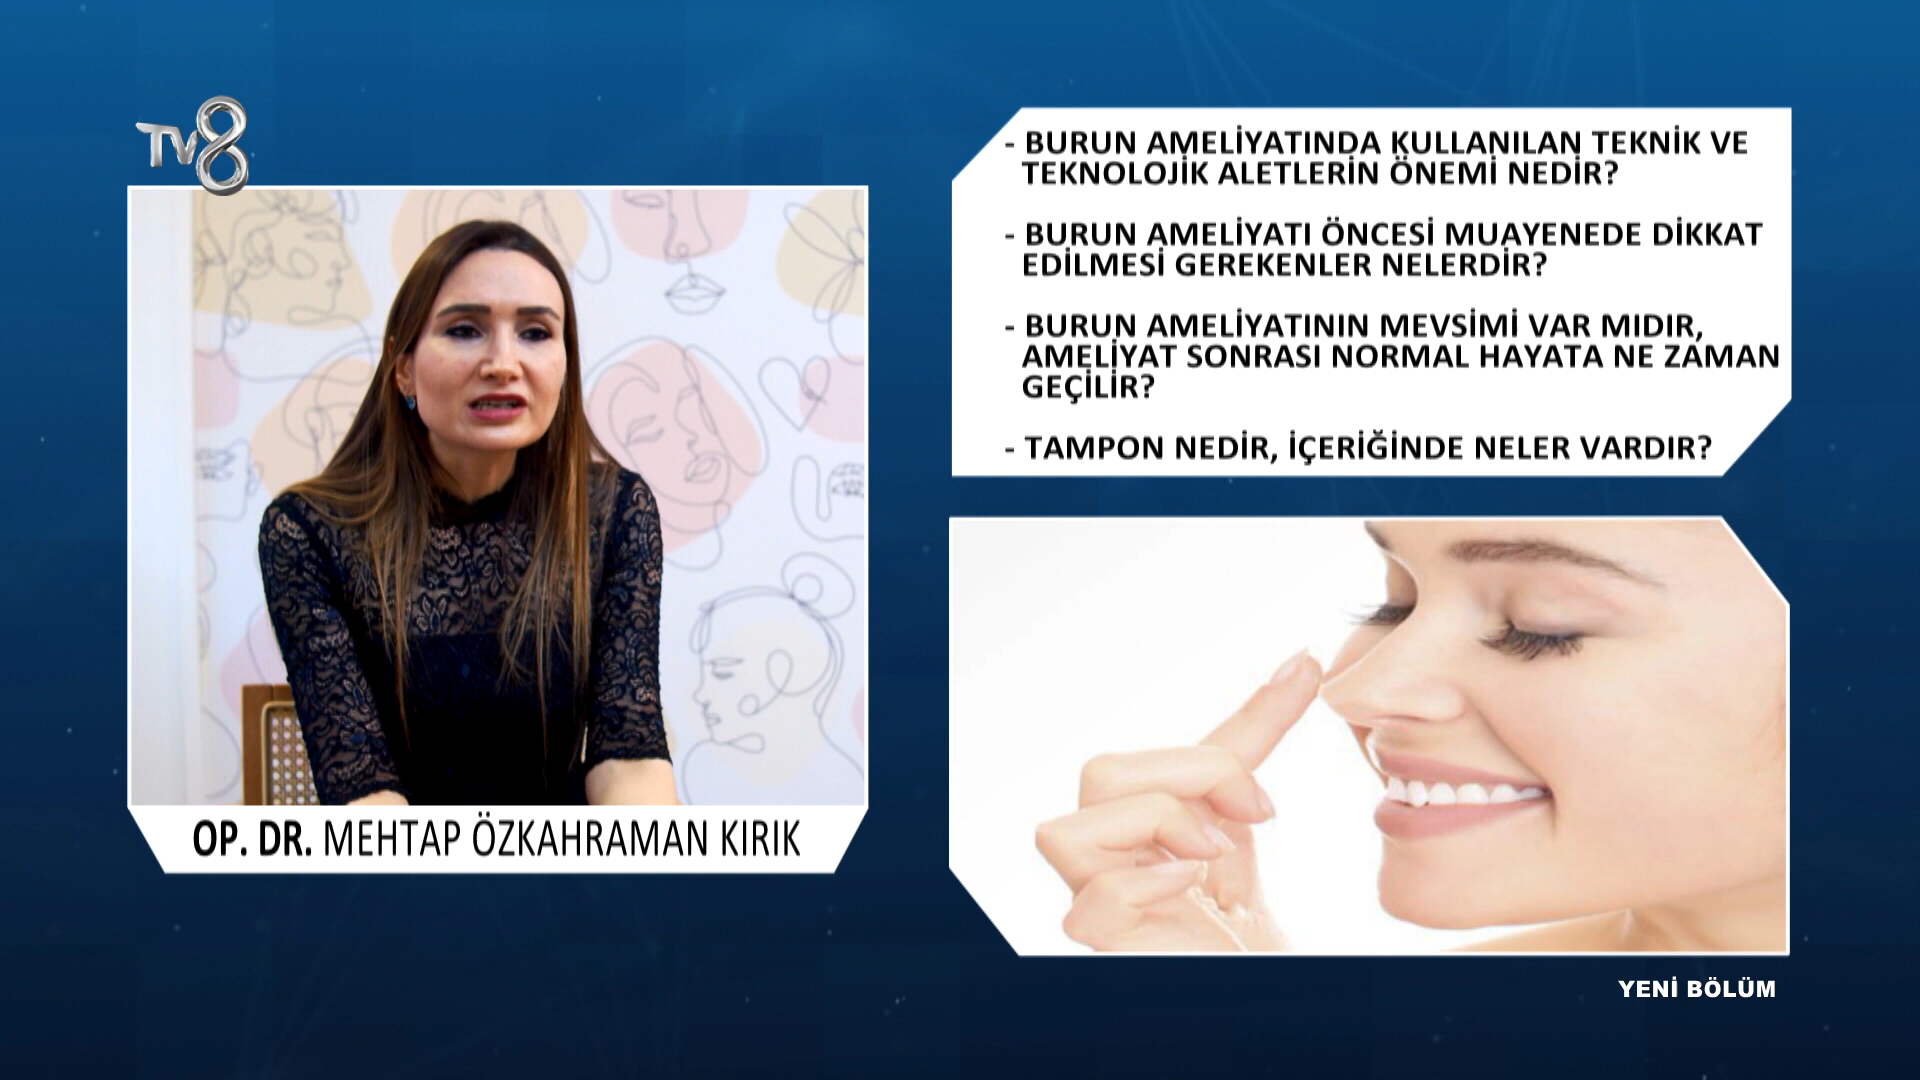 TV8
- BURUN AMELİYATINDA KULLANILAN TEKNİK VE
TEKNOLOJİK ALETLERİN ÖNEMİ NEDİR?
- BURUN AMELİYATI ÖNCESİ MUAYENEDE DİKKAT
EDİLMESİ GEREKENLER NELERDİR?
- BURUN AMELİYATININ MEVSİMİ VAR MIDIR,
AMELİYAT SONRASI NORMAL HAYATA NE ZAMAN
GEÇİLİR?
- TAMPON NEDİR, İÇERİĞİNDE NELER VARDIR?
OP. DR. MEHTAP ÖZKAHRAMAN KIRIK
YENİ BÖLÜM